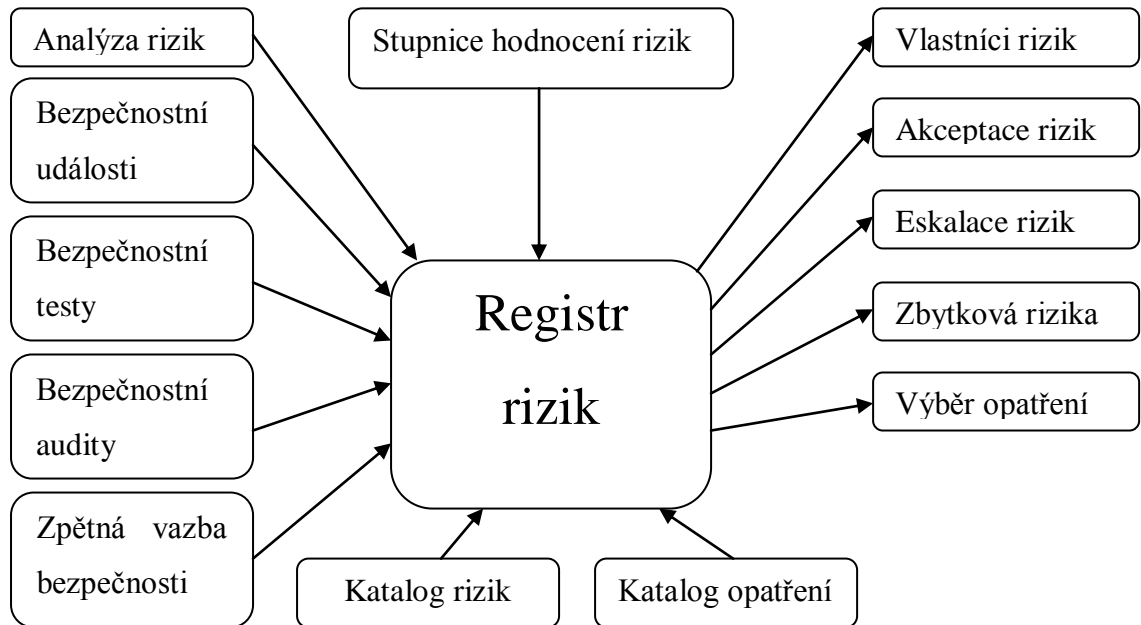 Analýza rizik
Stupnice hodnocení rizik
Vlastníci rizik
Bezpečnostní
události
Akceptace rizik
Bezpečnostní
testy
Eskalace rizik
Registr
rizik
Zbytková rizika
Bezpečnostní
audity
Výběr opatření
Zpětná vazba
bezpečnosti
Katalog rizik
Katalog opatření